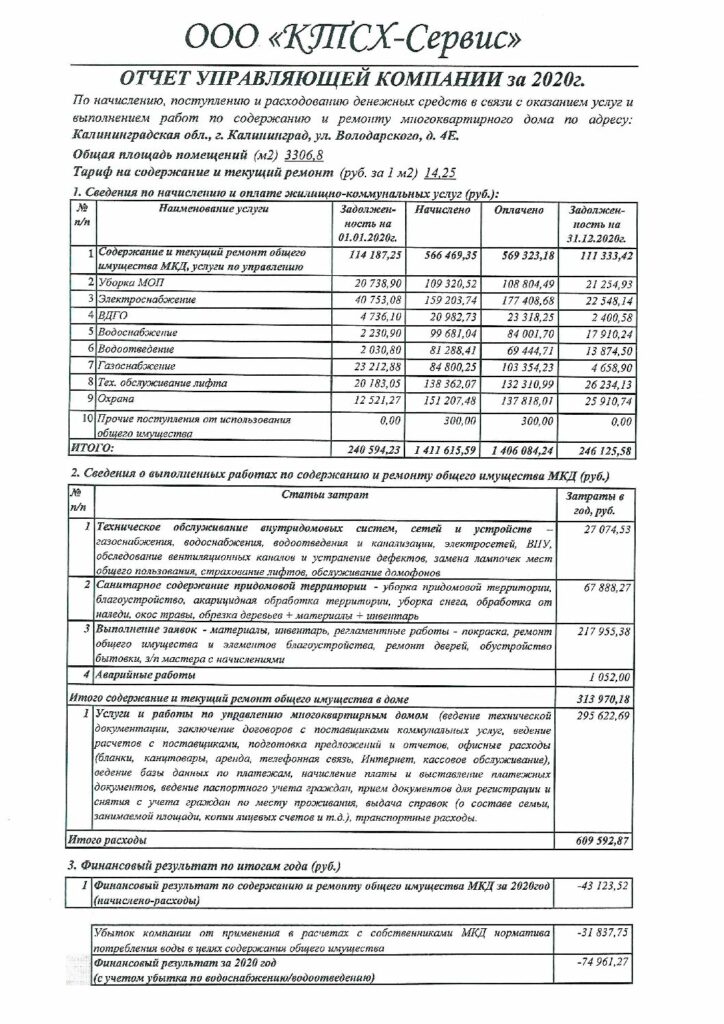 ООО «КТСХ-Сервис»
ОТЧЕТ УПРАВЛЯЮЩЕЙ КОМПАНИИ за 2020г.
По начислению, поступлению и расходованию денежных средств в связи с оказанием услуг и
выполнением работ по содержанию и ремонту многоквартирного дома по адресу:
Калининградская обл., г. Калининград, ул. Володарского, д. 4Е.
Общая площадь помещений (м2) 3306,8
Тариф на содержание и текущий ремонт (руб. за 1 м2) 14,25
1. Сведения по начислению и оплате жилищно-коммунальных услуг (руб.):
№ п/п Наименование услуги Задолжен-ность на 01.01.2020г. Начислено Оплачено Задолжен-ность на 31.12.2020г.
1 Содержание и текущий ремонт общего имущества МКД, услуги по управлению 114 187,25 566 469,35 569 323,18 111 333,42
2 Уборка МОП 20 738,90 109 320,52 108 804,49 21 254,93
3 Электроснабжение 40 753,08 159 203,74 177 408,68 22 548,14
4 ВДГО 4 736,10 20 982,73 23 318,25 2 400,58
5 Водоснабжение 2 230,90 99 681,04 84 001,70 17 910,24
6 Водоотведение 2 030,80 81 288,41 69 444,71 13 874,50
7 Газоснабжение 23 212,88 84 800,25 103 354,23 4 658,90
8 Тех. обслуживание лифта 20 183,05 138 362,07 132 310,99 26 234,13
9 Охрана 12 521,27 151 207,48 137 818,01 25 910,74
10 Прочие поступления от использования общего имущества 0,00 300,00 300,00 0,00
ИТОГО: 240 594,23 1 411 615,59 1 406 084,24 246 125,58
2. Сведения о выполненных работах по содержанию и ремонту общего имущества МКД (руб.)
№ п/п Статьи затрат Затраты в год, руб.
1 Техническое обслуживание внутридомовых систем, сетей и устройств – 27 074,53
газоснабжения, водоснабжения, водоотведения и канализации, электросетей, ВПУ,
обследование вентиляционных каналов и устранение дефектов, замена лампочек мест
общего пользования, страхование лифтов, обслуживание домофонов
2 Санитарное содержание придомовой территории - уборка придомовой территории, 67 888,27
благоустройство, акарицидная обработка территории, уборка снега, обработка от
наледи, окос травы, обрезка деревьев + материалы + инвентарь
3 Выполнение заявок - материалы, инвентарь, регламентные работы - покраска, ремонт 217 955,38
общего имущества и элементов благоустройства, ремонт дверей, обустройство
бытовки, з/п мастера с начислениями
4 Аварийные работы 1 052,00
Итого содержание и текущий ремонт общего имущества в доме 313 970,18
1 Услуги и работы по управлению многоквартирным домом (ведение технической 295 622,69
документации, заключение договоров с поставщиками коммунальных услуг, ведение
расчетов с поставщиками, подготовка предложений и отчетов, офисные расходы
(бланки, канцтовары, аренда, телефонная связь, Интернет, кассовое обслуживание),
ведение базы данных по платежам, начисление платы и выставление платежных
документов, ведение паспортного учета граждан, прием документов для регистрации и
снятия с учета граждан по месту проживания, выдача справок (о составе семьи,
занимаемой площади, копии лицевых счетов и т.д.), транспортные расходы.
Итого расходы 609 592,87
3. Финансовый результат по итогам года (руб.)
1 Финансовый результат по содержанию и ремонту общего имущества МКД за 2020год -43 123,52
(начислено-расходы)
Убыток компании от применения в расчетах с собственниками МКД норматива -31 837,75
потребления воды в целях содержания общего имущества
Финансовый результат за 2020 год -74 961,27
(с учетом убытка по водоснабжению/водоотведению)